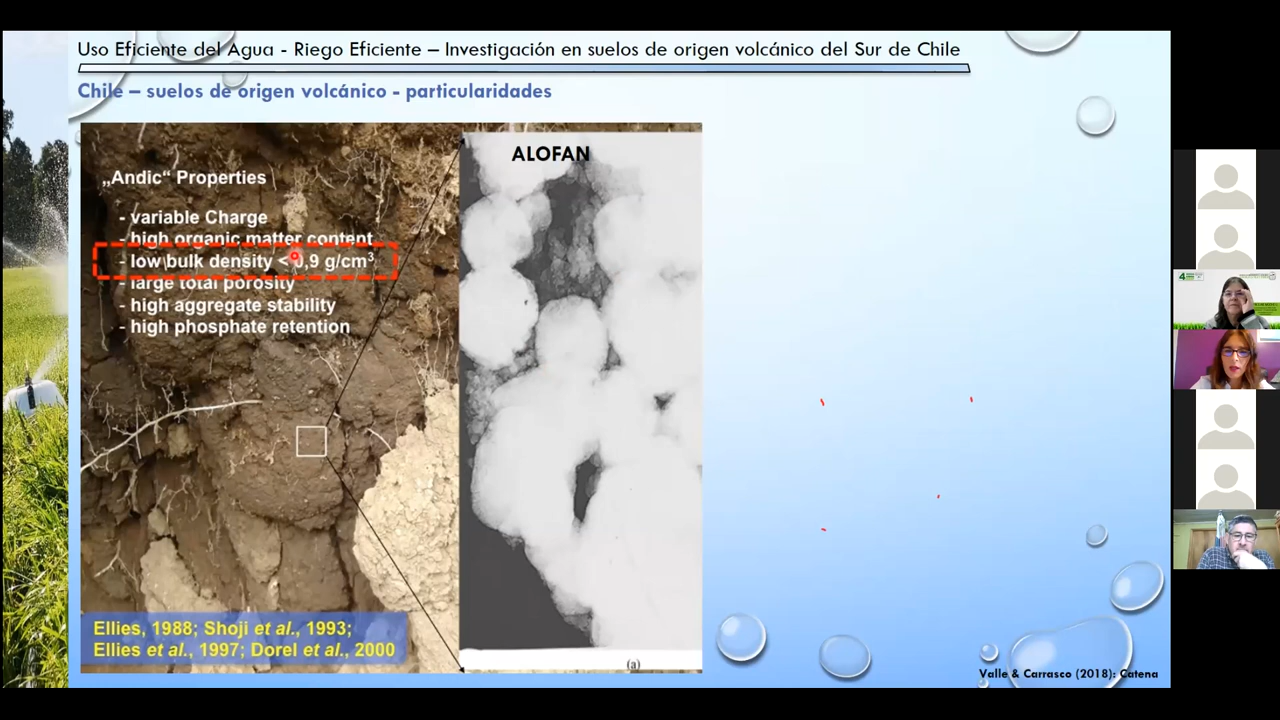 Uso Eficiente del Agua - Riego Eficiente – Investigación en suelos de origen volcánico del Sur de Chile
Chile – suelos de origen volcánico - particularidades
ALOFAN
„Andic“ Properties
- variable Charge
- high organic matter content
- low bulk density < 0,9 g/cm³
- large total porosity
- high aggregate stability
- high phosphate retention
Ellies, 1988; Shoji et al., 1993;
Ellies et al., 1997; Dorel et al., 2000
(a)
Valle & Carrasco (2018): Catena